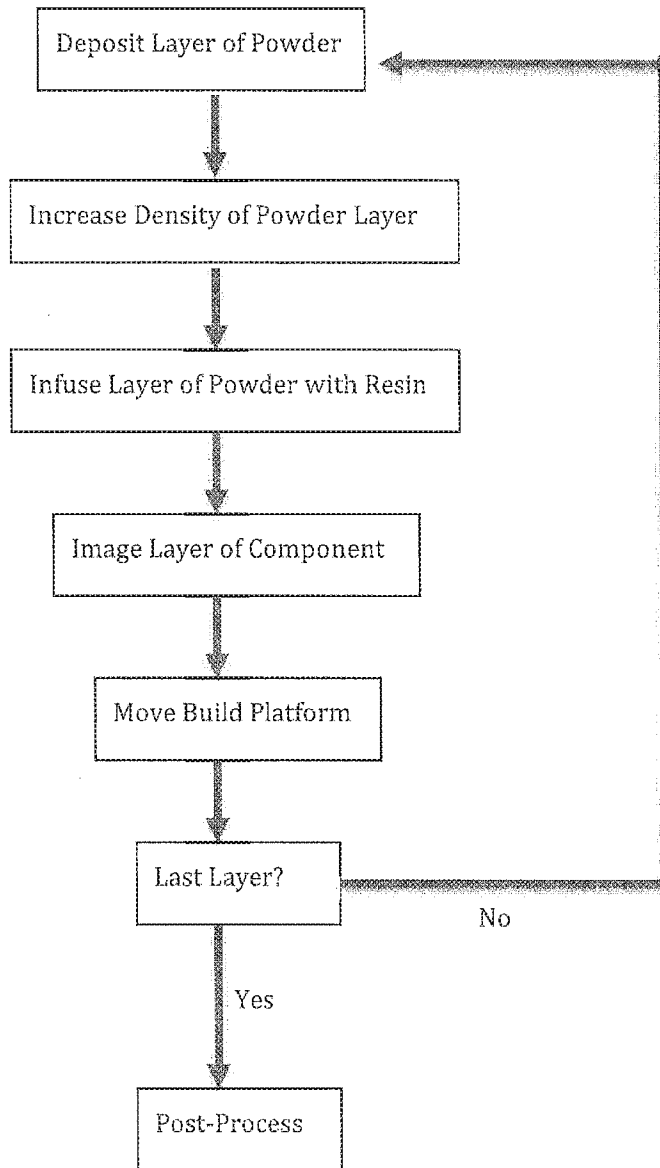 Deposit Layer of Powder
Increase Density of Powder Layer
Infuse Layer of Powder with Resin
Image Layer of Component
Move Build Platform
Last Layer?
No
Yes
Post-Process